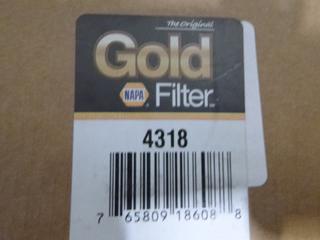 The Original
Gold
NAPA Filter
4318
7 65809 18608 8